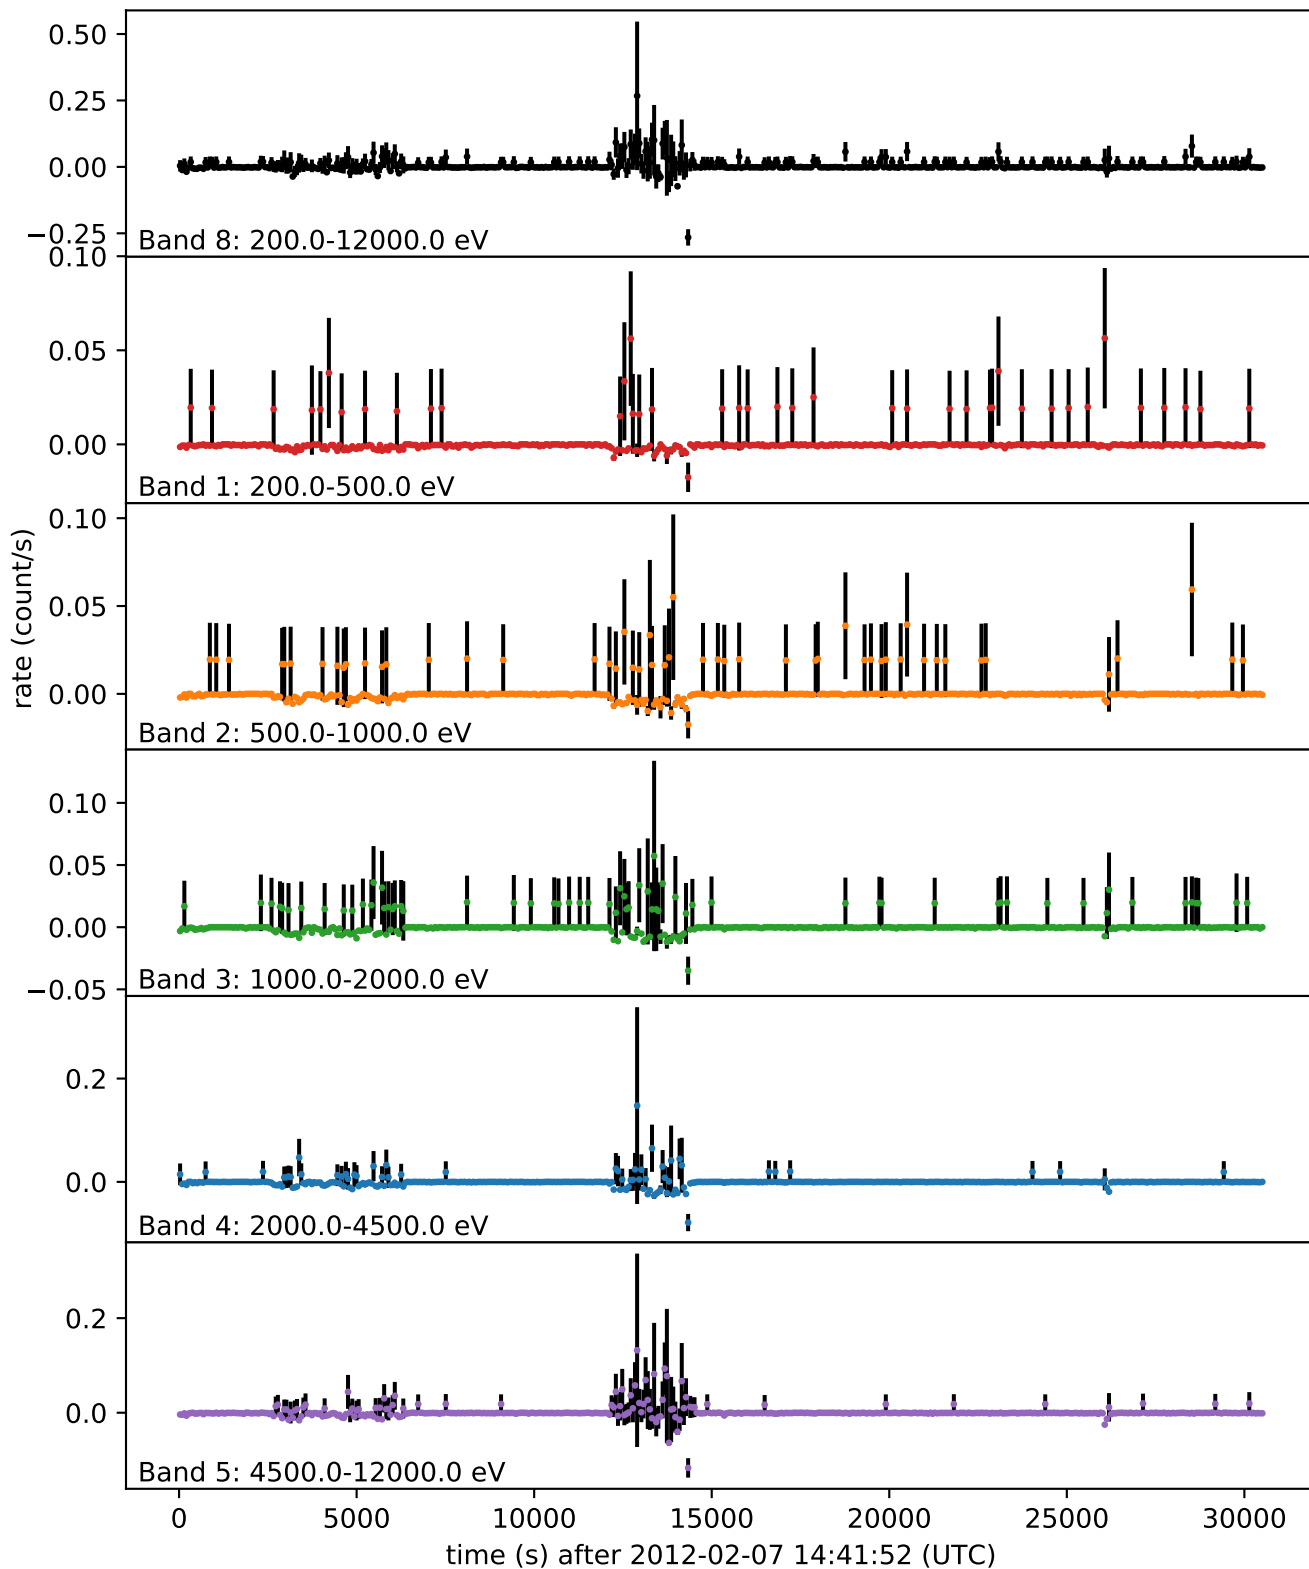 0.50
0.25
0.00
−0.25
Band 8: 200.0-12000.0 eV
0.10
0.05
0.00
Band 1: 200.0-500.0 eV
0.10
0.05
0.00
Band 2: 500.0-1000.0 eV
rate (count/s)
0.10
0.05
0.00
−0.05
Band 3: 1000.0-2000.0 eV
0.2
0.0
Band 4: 2000.0-4500.0 eV
0.2
0.0
Band 5: 4500.0-12000.0 eV
0 5000 10000 15000 20000 25000 30000
time (s) after 2012-02-07 14:41:52 (UTC)